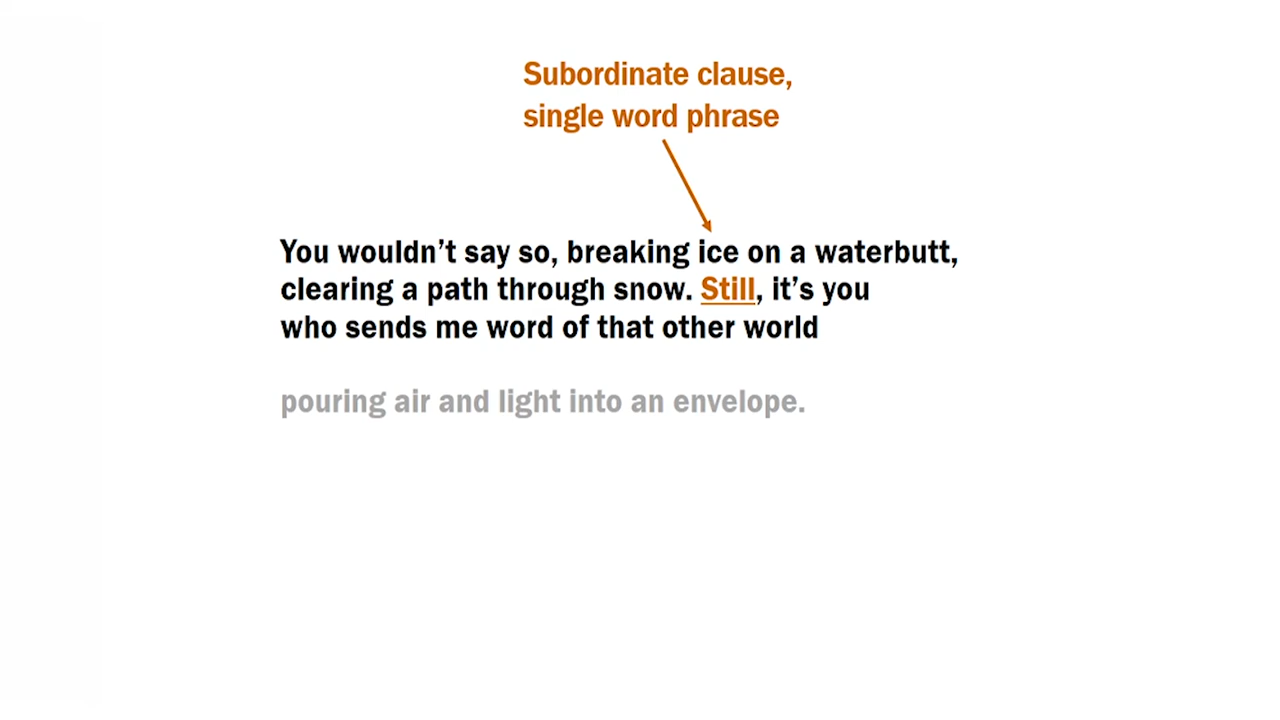 Subordinate clause,
single word phrase
You wouldn’t say so, breaking ice on a waterbutt,
clearing a path through snow. Still, it’s you
who sends me word of that other world
pouring air and light into an envelope.